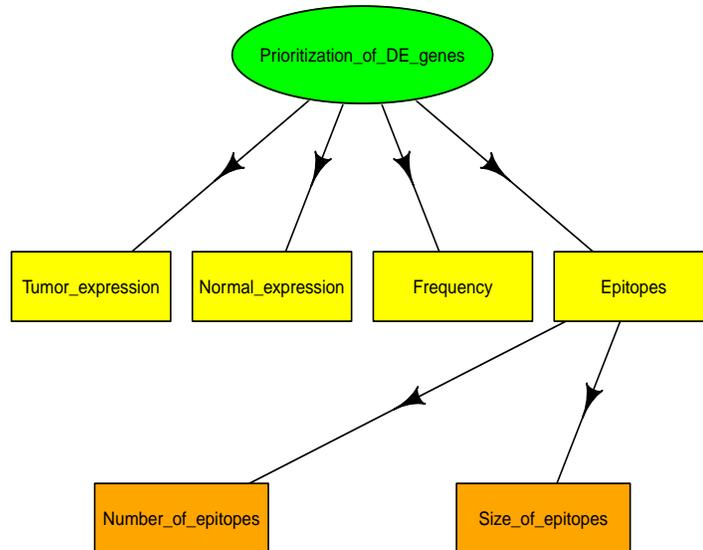 Prioritization_of_DE_genes
Tumor_expression
Normal_expression
Frequency
Epitopes
Number_of_epitopes
Size_of_epitopes